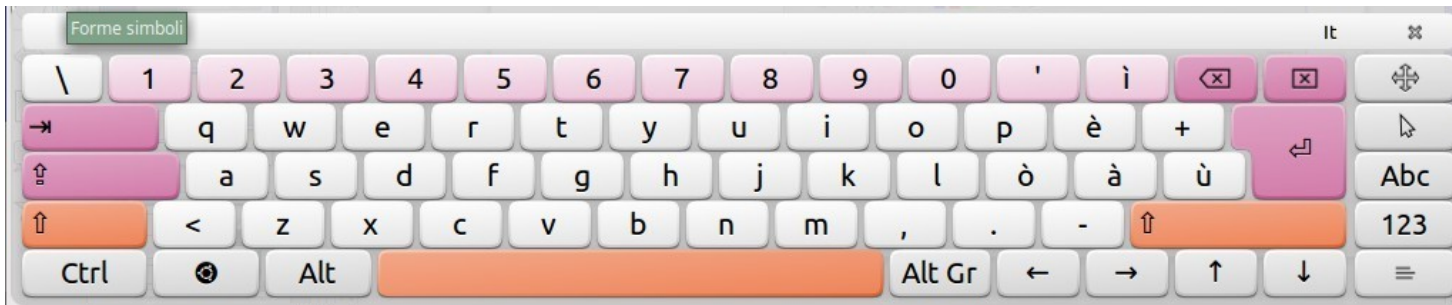 Forme simboli
It
\ 1 2 3 4 5 6 7 8 9 0 ' ì
q w e r t y u i o p è +
a s d f g h j k l ò à ù Abc
< z x c v b n m , . - 123
Ctrl Alt Alt Gr ← → ↑ ↓